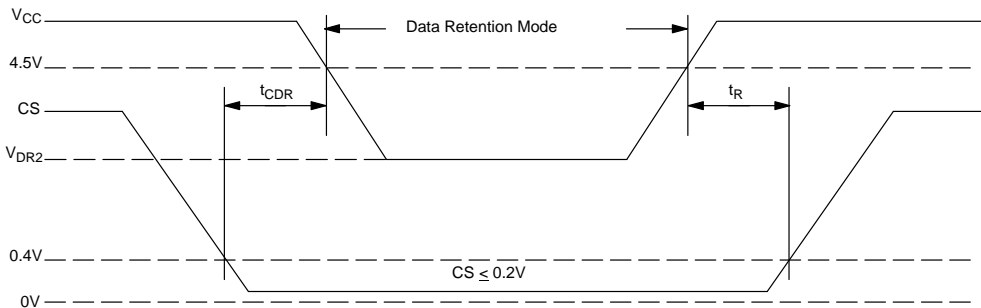 VCC
Data Retention Mode
4.5V
tCDR
tR
CS
VDR2
0.4V
CS ≤ 0.2V
0V